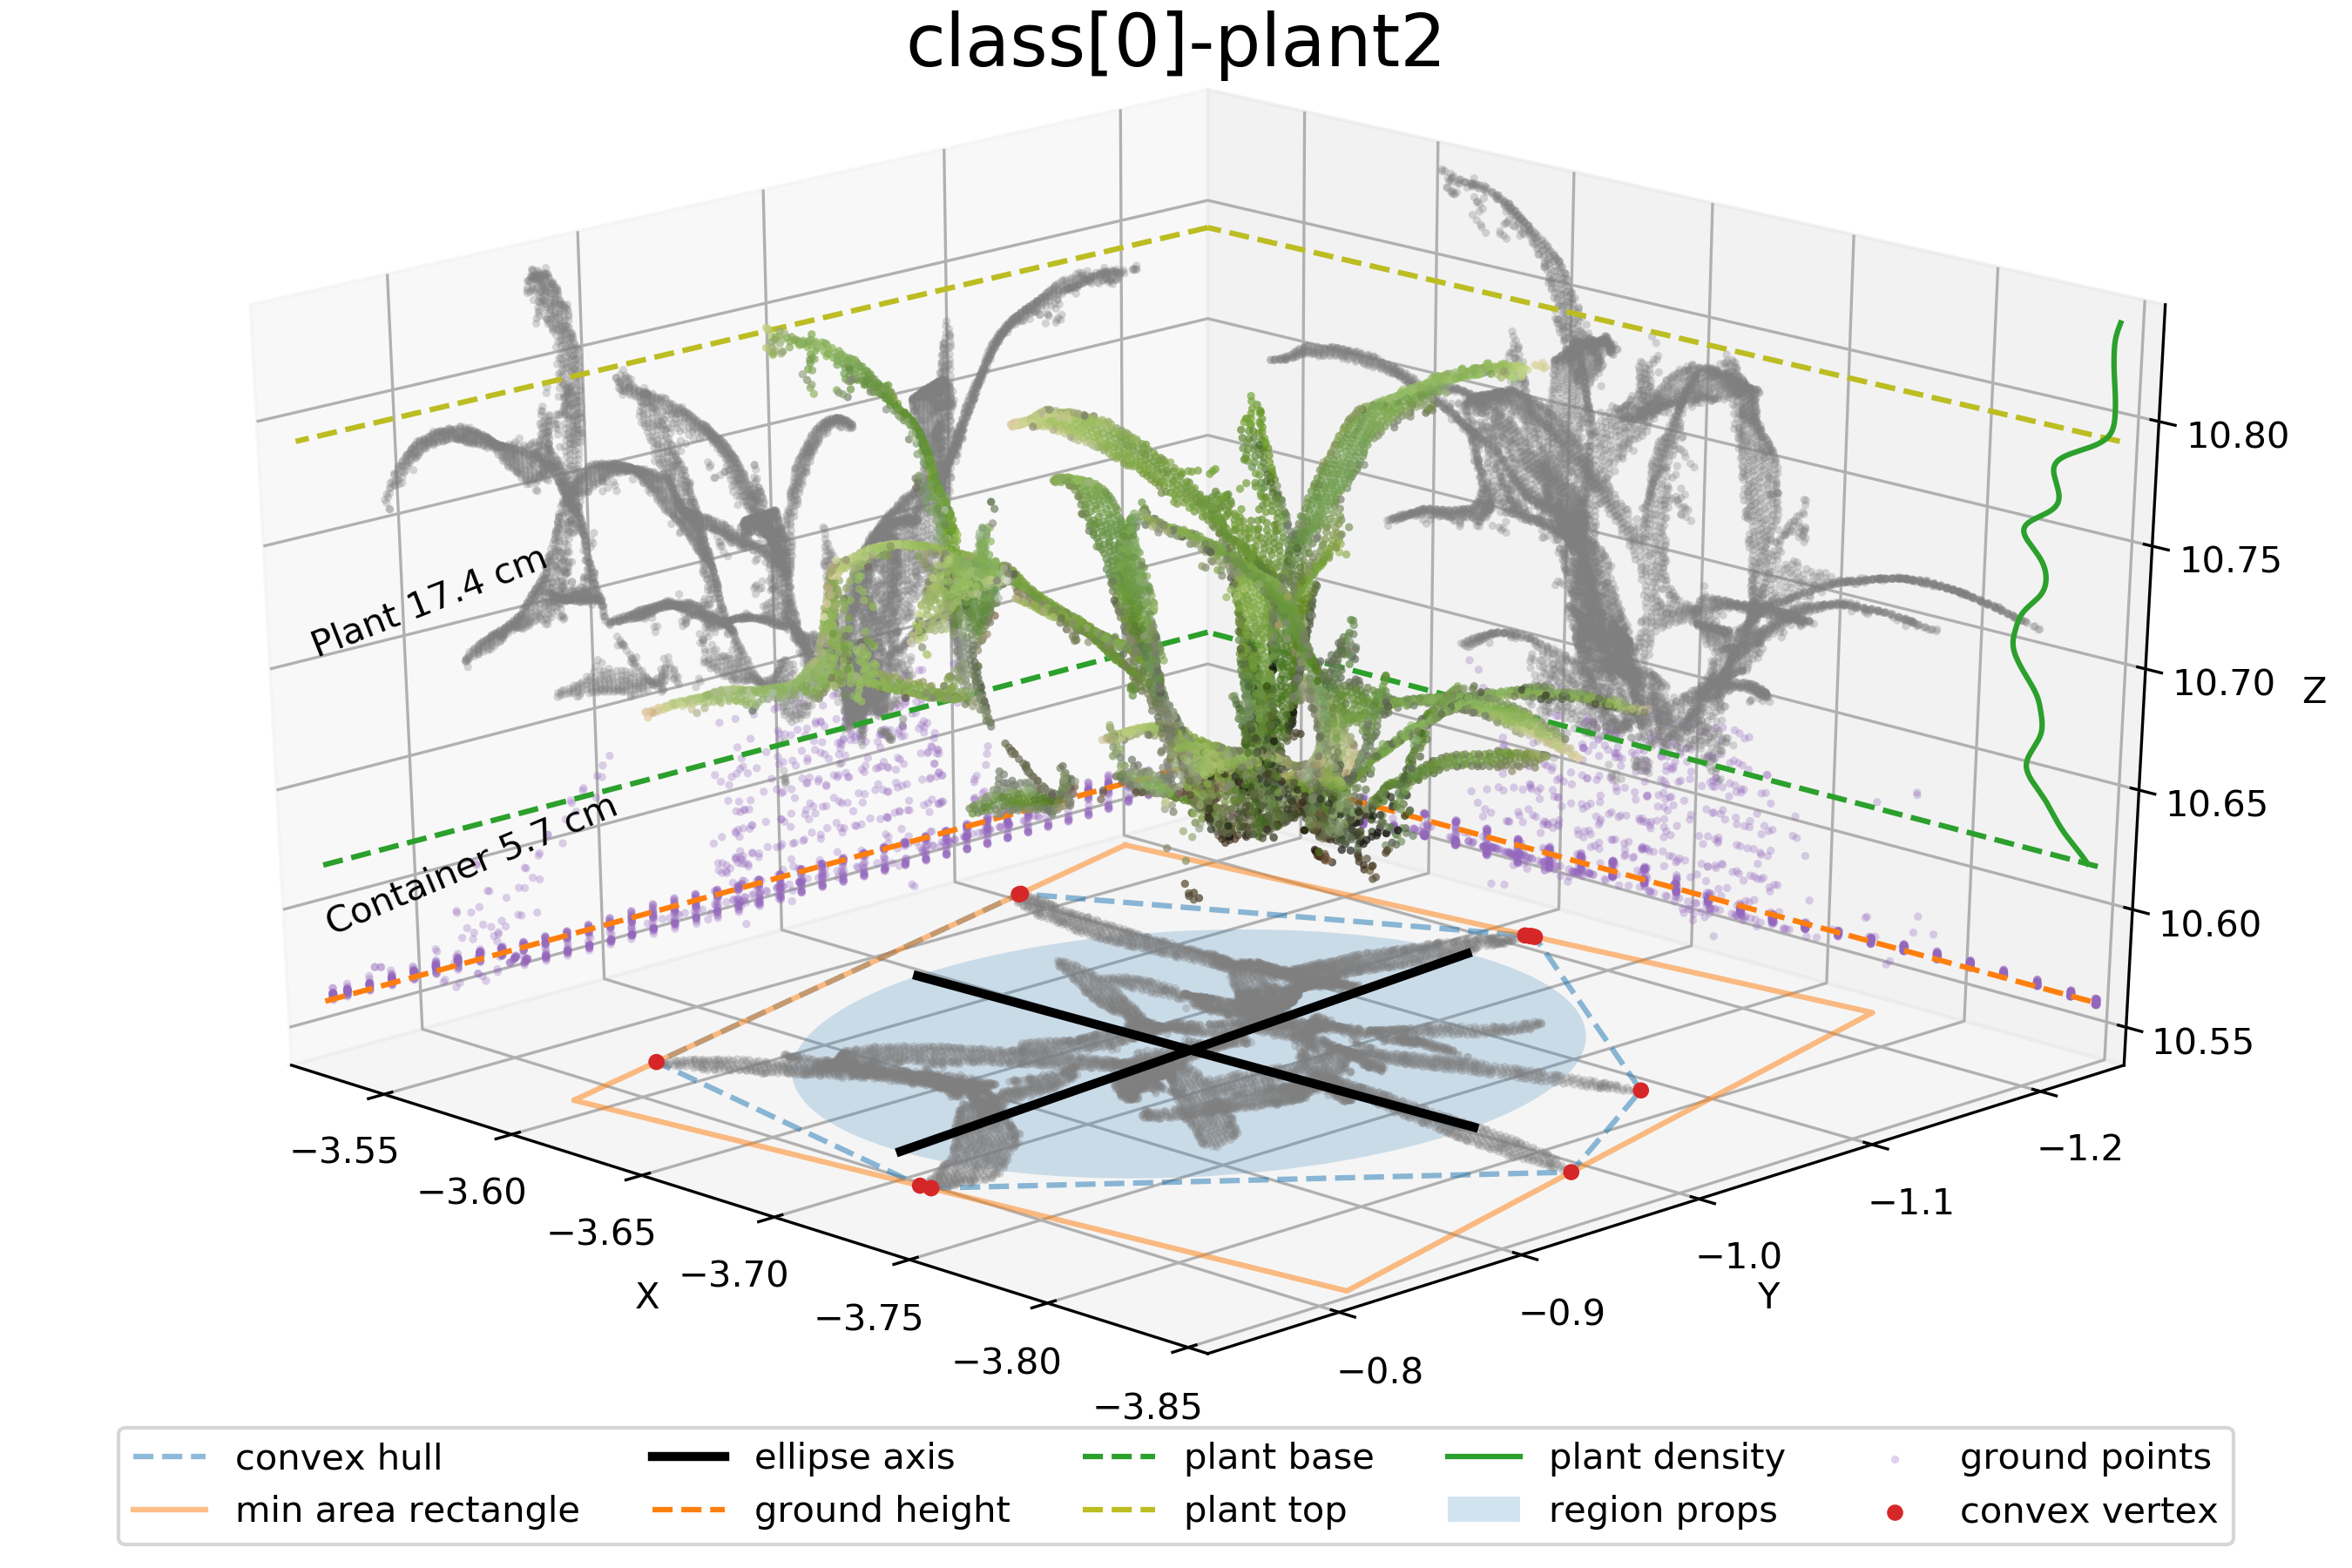 class[0]-plant2
Plant 17.4 cm
Container 5.7 cm
10.80
10.75
10.70
10.65
10.60
10.55
Z
−3.55
−3.60
−3.65
−3.70
−3.75
−3.80
−3.85
X
−1.2
−1.1
−1.0
−0.9
−0.8
Y
convex hull
min area rectangle
ellipse axis
ground height
plant base
plant top
plant density
region props
ground points
convex vertex